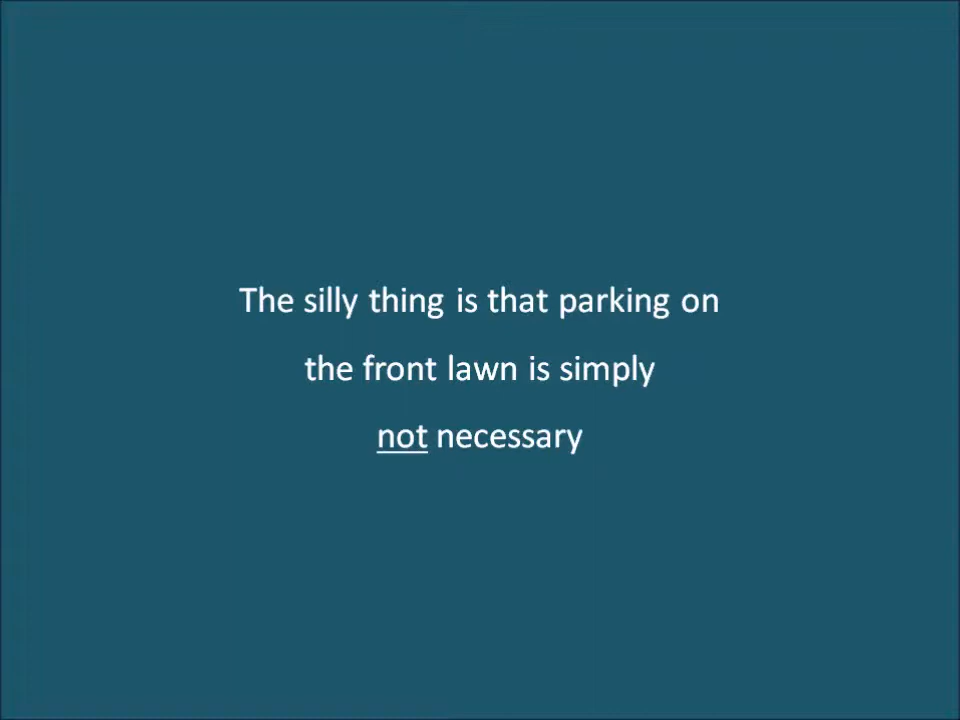 The silly thing is that parking on
the front lawn is simply
not necessary